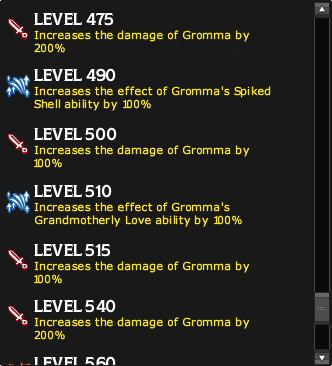 LEVEL 475
Increases the damage of Gromma by
200%
LEVEL 490
Increases the effect of Gromma's Spiked
Shell ability by 100%
LEVEL 500
Increases the damage of Gromma by
100%
LEVEL 510
Increases the effect of Gromma's
Grandmotherly Love ability by 100%
LEVEL 515
Increases the damage of Gromma by
100%
LEVEL 540
Increases the damage of Gromma by
200%
LEVEL 560